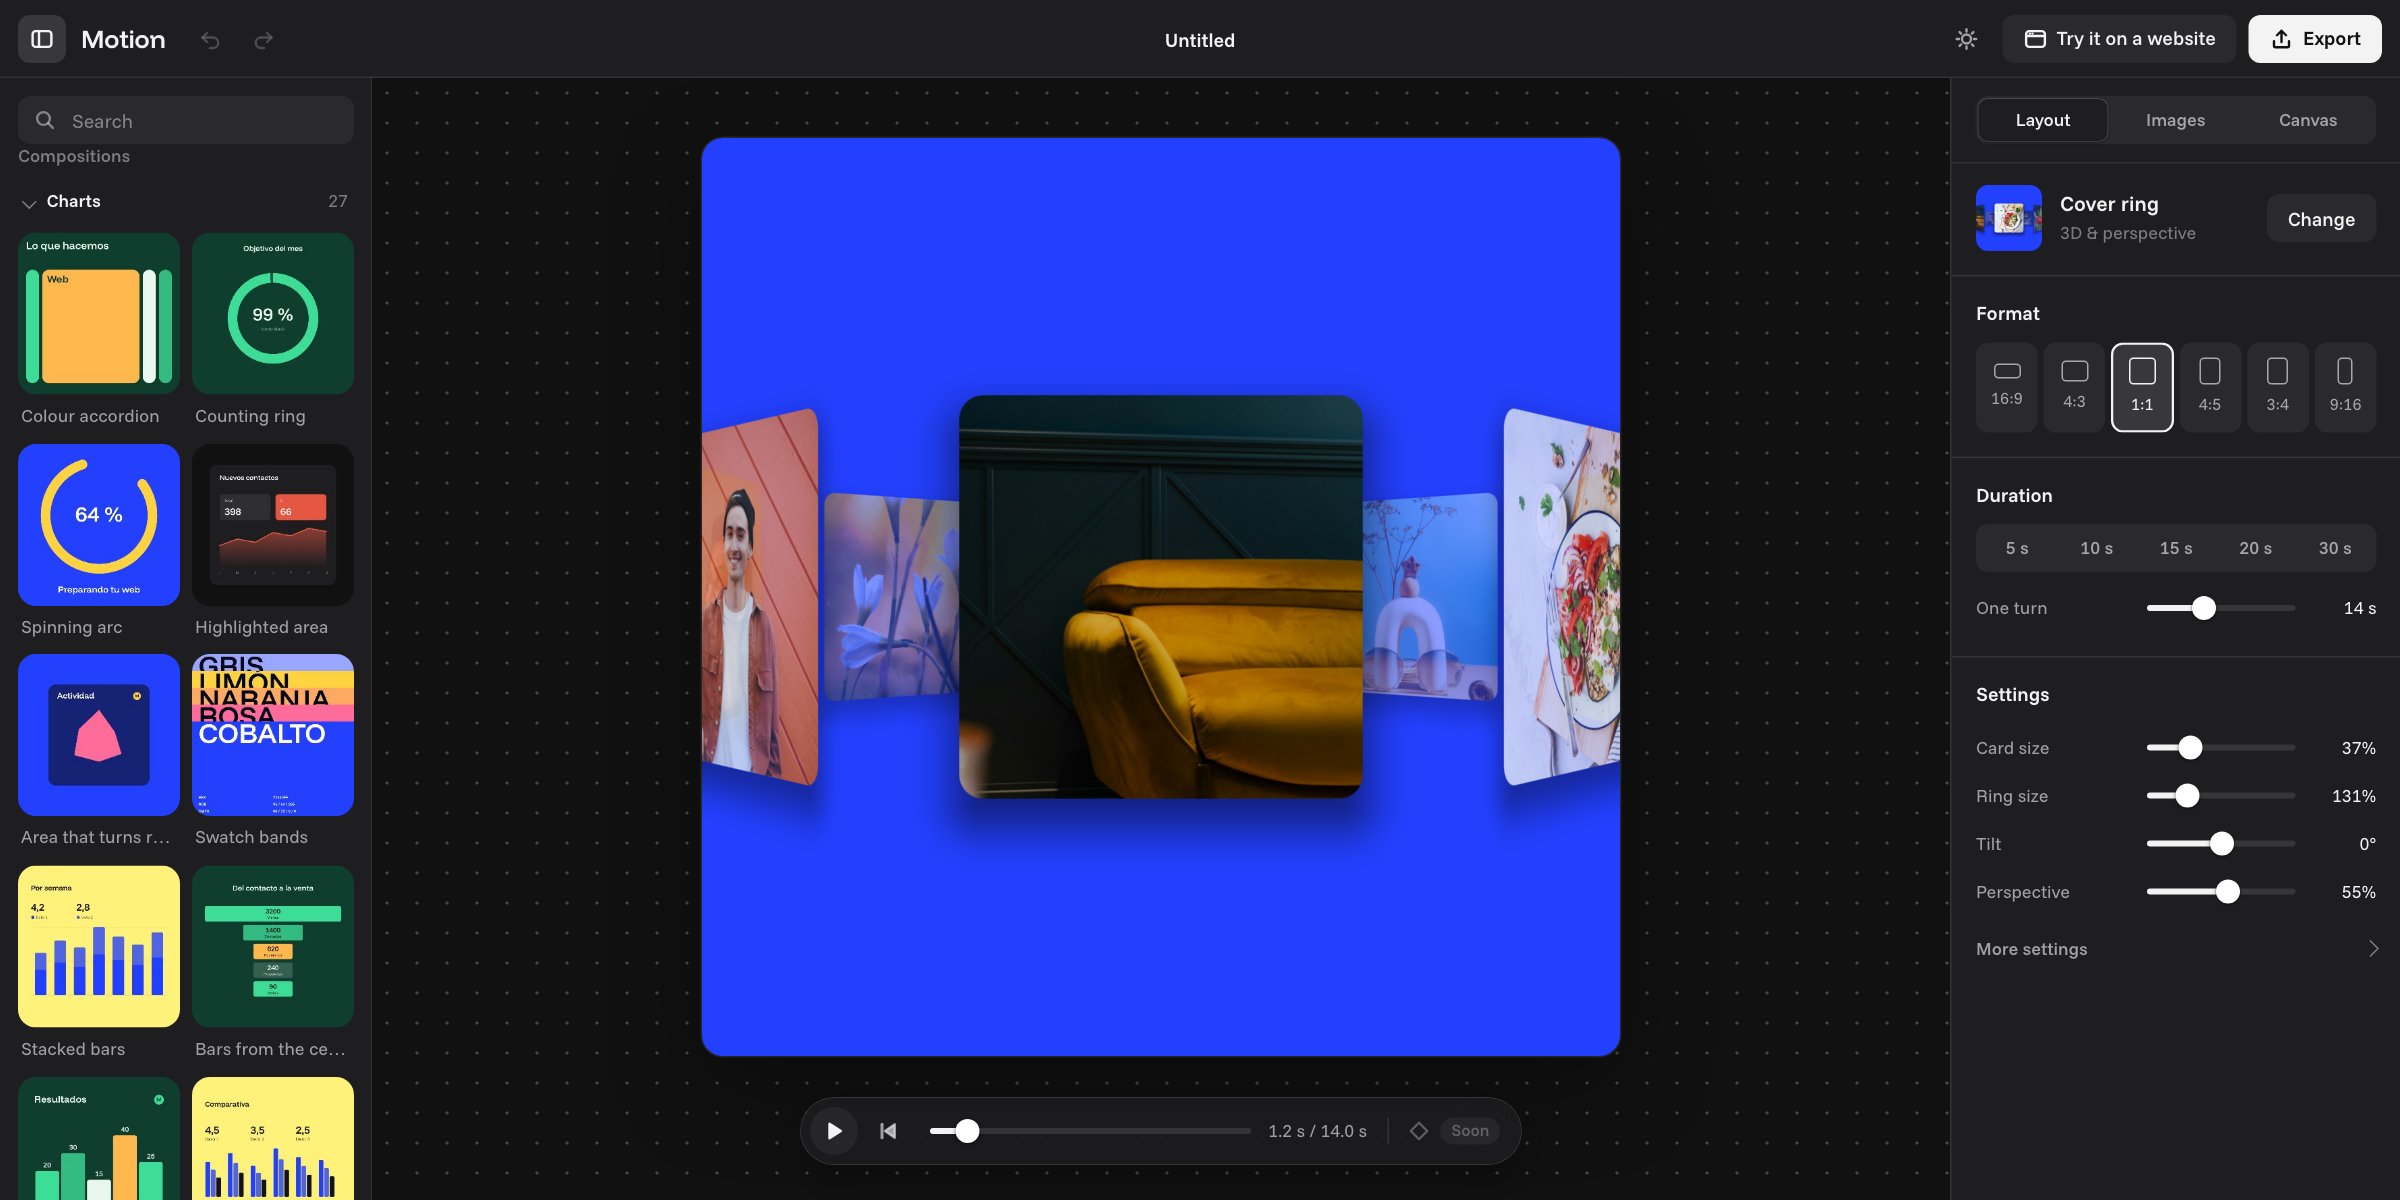 Motion
Untitled
Try it on a website
Export
Search
Compositions
Charts
27
Lo que hacemos
Web
Colour accordion
Objetivo del mes
99 %
Counting ring
64 %
Preparando tu web
Spinning arc
Nuevos contactos
398
66
Highlighted area
Actividad
Area that turns r...
GRIS
LIMÓN
NARANJA
ROSA
COBALTO
Swatch bands
Por semana
4,2
2,8
Stacked bars
Del contacto a la venta
3200
1400
620
240
90
Bars from the ce...
Resultados
20
30
15
40
25
Comparativa
4,5
3,5
2,5
1.2 s / 14.0 s
Soon
Layout
Images
Canvas
Cover ring
3D & perspective
Change
Format
16:9
4:3
1:1
4:5
3:4
9:16
Duration
5 s
10 s
15 s
20 s
30 s
One turn
14 s
Settings
Card size
37%
Ring size
131%
Tilt
0°
Perspective
55%
More settings